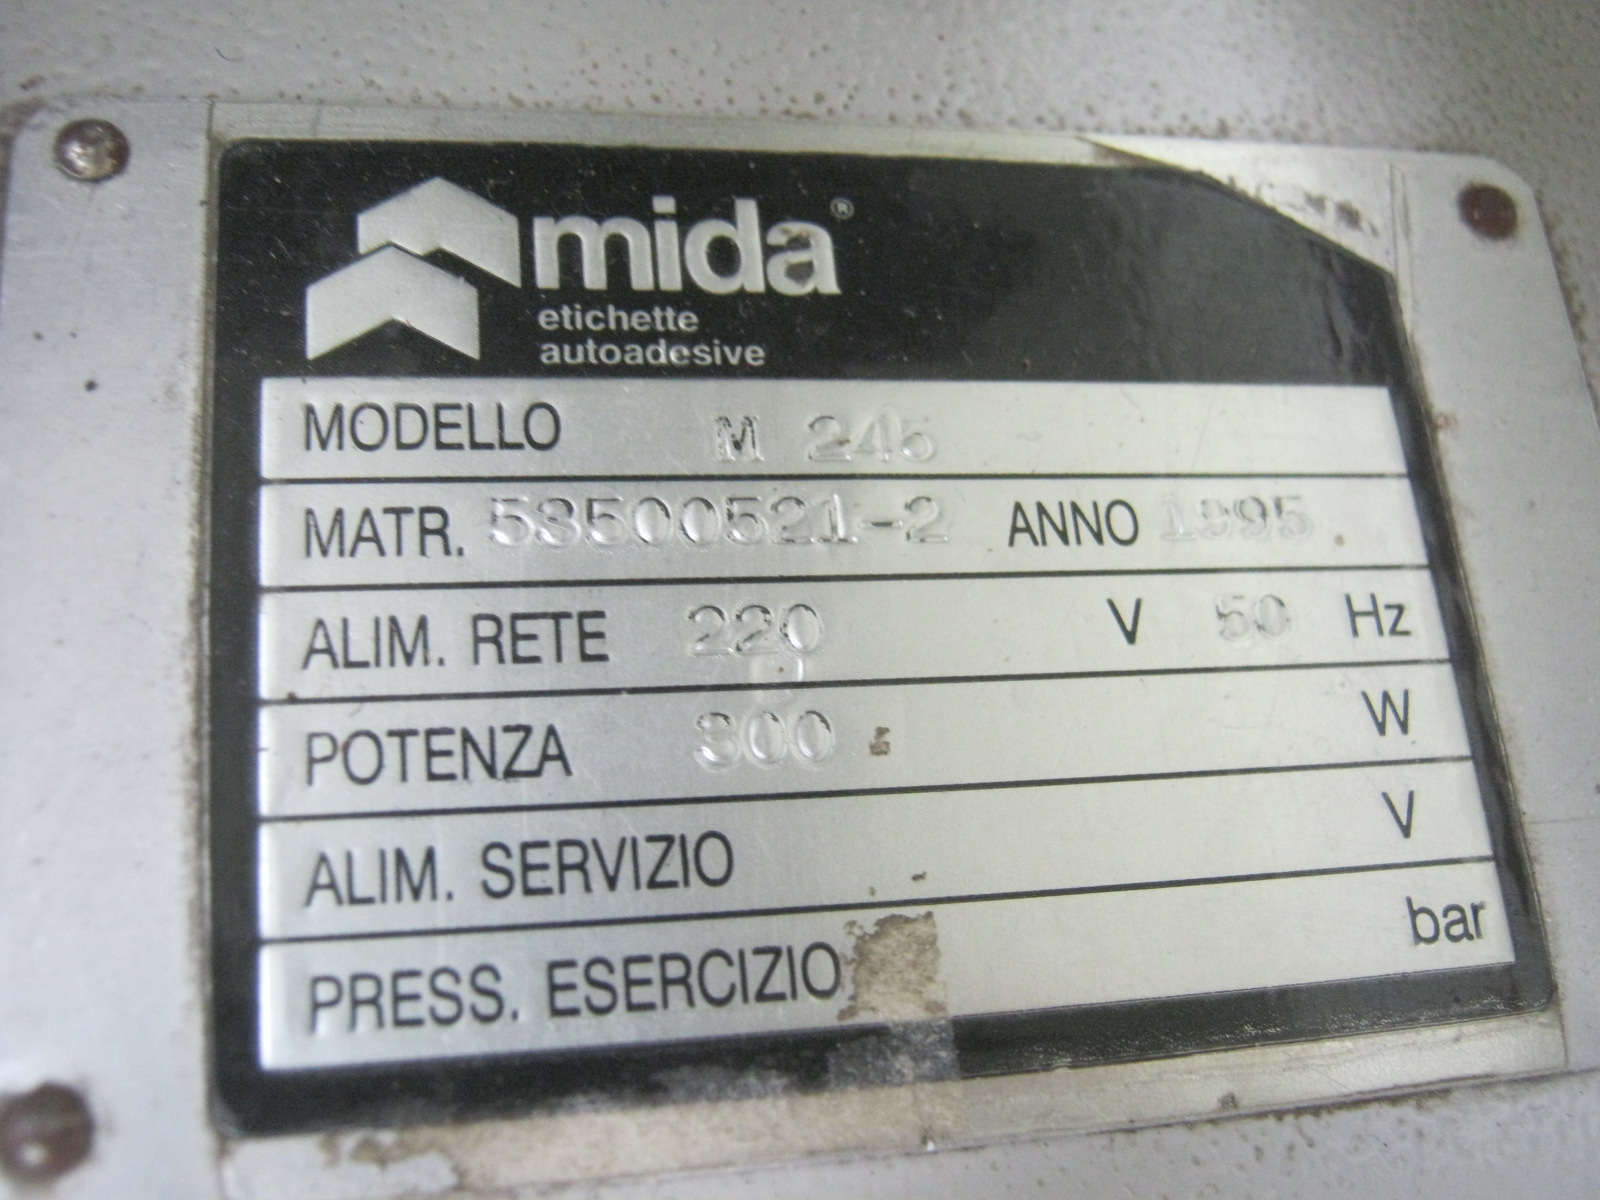 mida®
etichette
autoadesive
MODELLO M 245
MATR. 53500521-2 ANNO 1995
ALIM. RETE 220 V 50 Hz
POTENZA 300 W
ALIM. SERVIZIO V
PRESS. ESERCIZIO bar